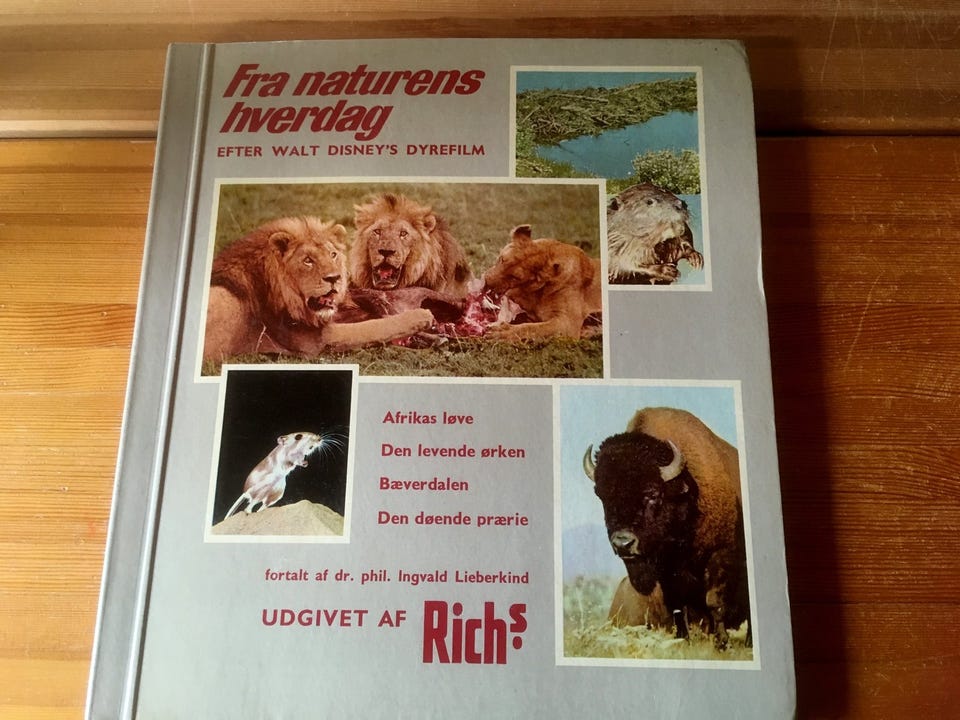 Fra naturens
hverdag
EFTER WALT DISNEY'S DYREFILM
Afrikas løve
Den levende ørken
Bæverdalen
Den døende prærie
fortalt af dr. phil. Ingvald Lieberkind
UDGIVET AF Rich's